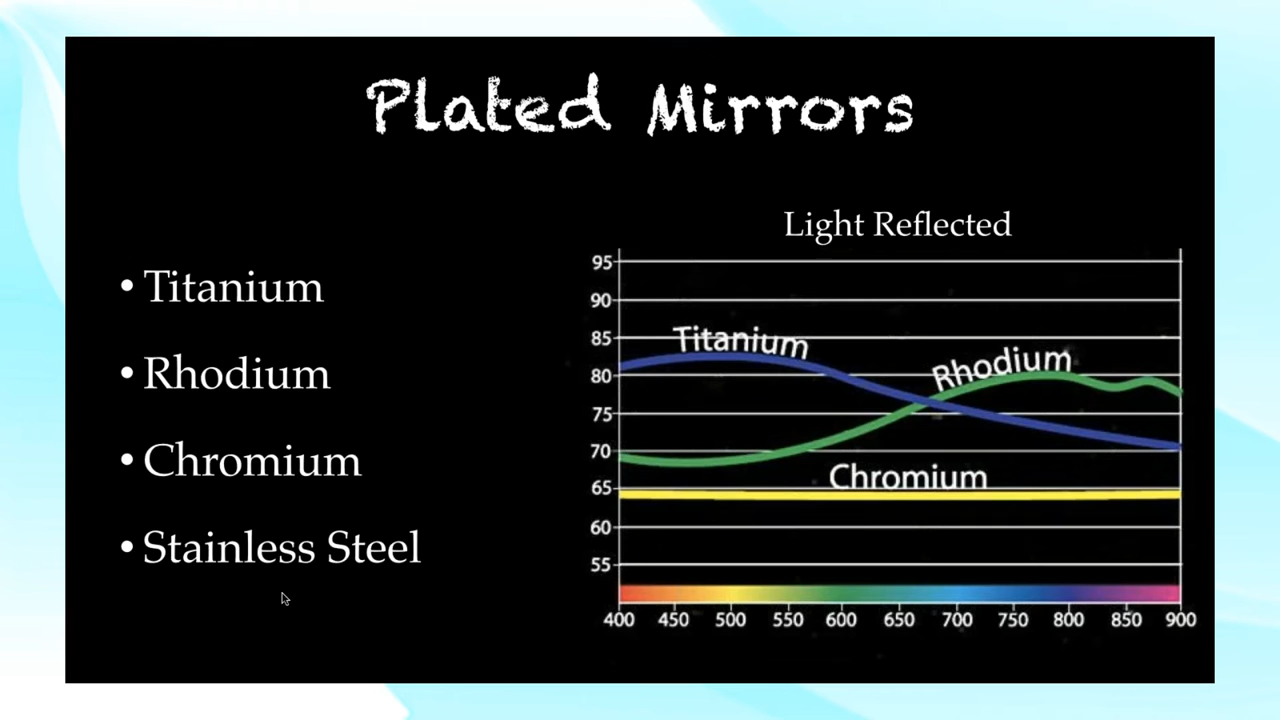 Plated Mirrors
• Titanium
• Rhodium
• Chromium
• Stainless Steel
Light Reflected
95
90
85
80
75
70
65
60
55
Titanium
Rhodium
Chromium
400 450 500 550 600 650 700 750 800 850 900